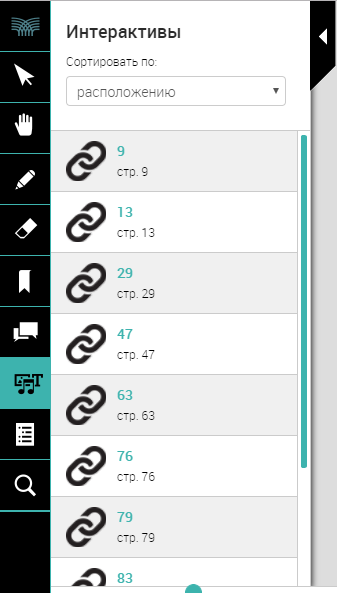 Интерактивы
Сортировать по:
расположению
9
стр. 9
13
стр. 13
29
стр. 29
47
стр. 47
63
стр. 63
76
стр. 76
79
стр. 79
83
T